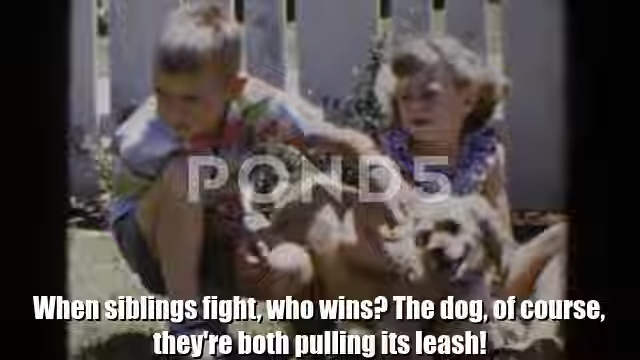 POND5
When siblings fight, who wins? The dog, of course,
they're both pulling its leash!